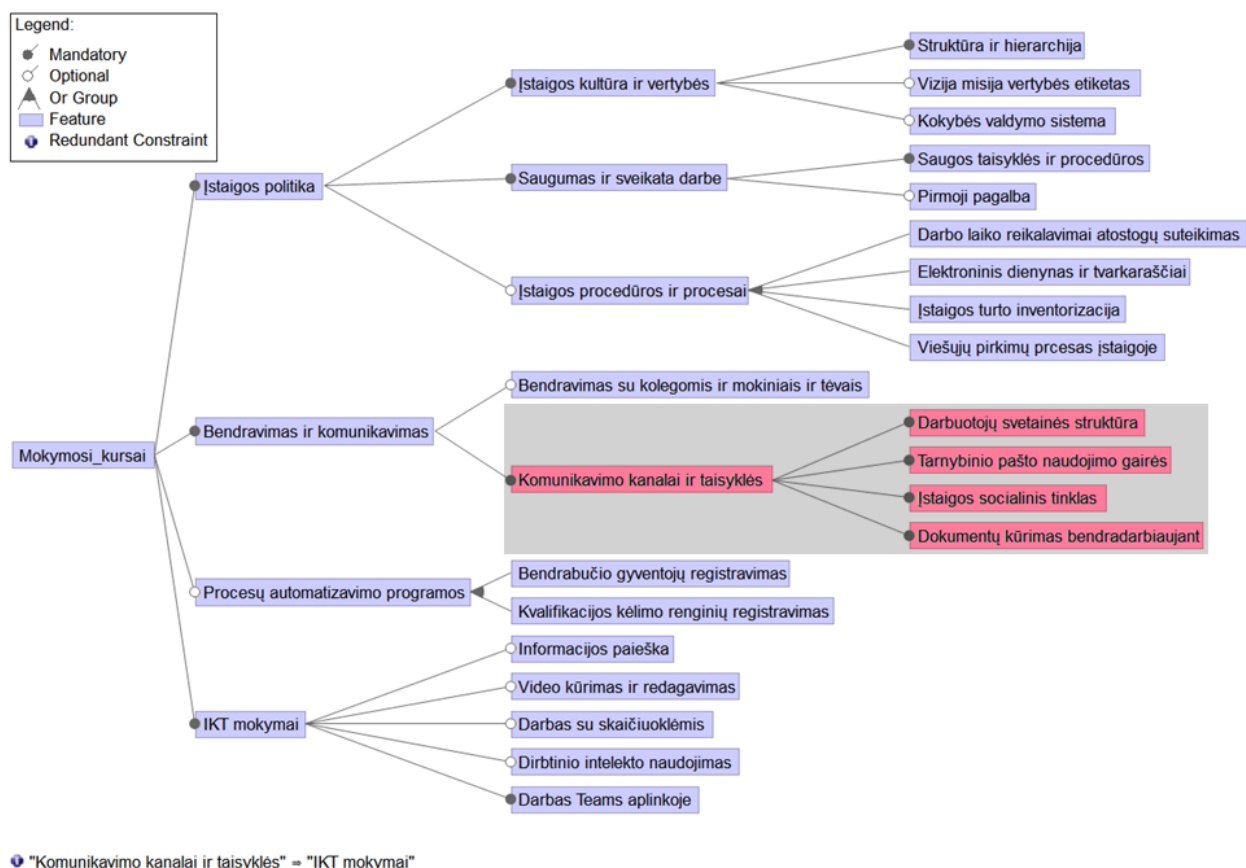 Legend:
Mandatory
Optional
Or Group
Feature
Redundant Constraint
Mokymosi_kursai
Įstaigos politika
Įstaigos kultūra ir vertybės
Struktūra ir hierarchija
Vizija misija vertybės etiketas
Kokybės valdymo sistema
Saugumas ir sveikata darbe
Saugos taisyklės ir procedūros
Pirmoji pagalba
Įstaigos procedūros ir procesai
Darbo laiko reikalavimai atostogų suteikimas
Elektroninis dienynas ir tvarkaraščiai
Įstaigos turto inventorizacija
Viešųjų pirkimų prcesas įstaigoje
Bendravimas ir komunikavimas
Bendravimas su kolegomis ir mokiniais ir tėvais
Komunikavimo kanalai ir taisyklės
Darbuotojų svetainės struktūra
Tarnybinio pašto naudojimo gairės
Įstaigos socialinis tinklas
Dokumentų kūrimas bendradarbiaujant
Procesų automatizavimo programos
Bendrabučio gyventojų registravimas
Kvalifikacijos kėlimo renginių registravimas
IKT mokymai
Informacijos paieška
Video kūrimas ir redagavimas
Darbas su skaičiuoklėmis
Dirbtinio intelekto naudojimas
Darbas Teams aplinkoje
"Komunikavimo kanalai ir taisyklės" ⇒ "IKT mokymai"